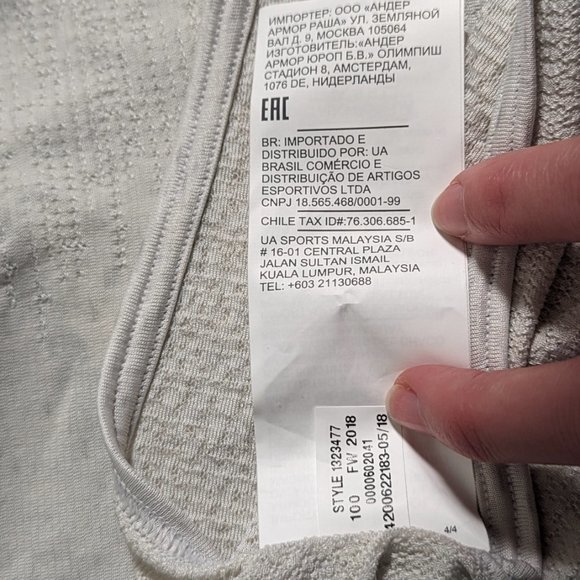 ИМПОРТЕР: ООО «АНДЕР
АРМОР РАША» УЛ. ЗЕМЛЯНОЙ
ВАЛ Д. 9, МОСКВА 105064
ИЗГОТОВИТЕЛЬ:«АНДЕР
АРМОР ЮРОП Б.В.» ОЛИМПИШ
СТАДИОН 8, АМСТЕРДАМ,
1076 DE, НИДЕРЛАНДЫ
EAC
BR: IMPORTADO E
DISTRIBUIDO POR: UA
BRASIL COMÉRCIO E
DISTRIBUIÇÃO DE ARTIGOS
ESPORTIVOS LTDA
CNPJ 18.565.468/0001-99
CHILE TAX ID#:76.306.685-1
UA SPORTS MALAYSIA S/B
# 16-01 CENTRAL PLAZA
JALAN SULTAN ISMAIL
KUALA LUMPUR, MALAYSIA
TEL: +603 21130688
STYLE 1323477
100 FW 2018
0000602041
4200622183-05/18
4/4